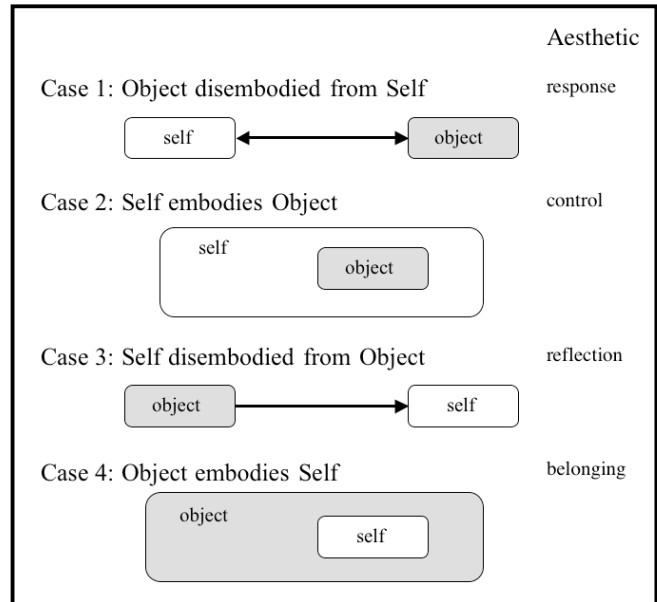 Aesthetic
Case 1: Object disembodied from Self response
self object
Case 2: Self embodies Object control
self
object
Case 3: Self disembodied from Object reflection
object self
Case 4: Object embodies Self belonging
object
self